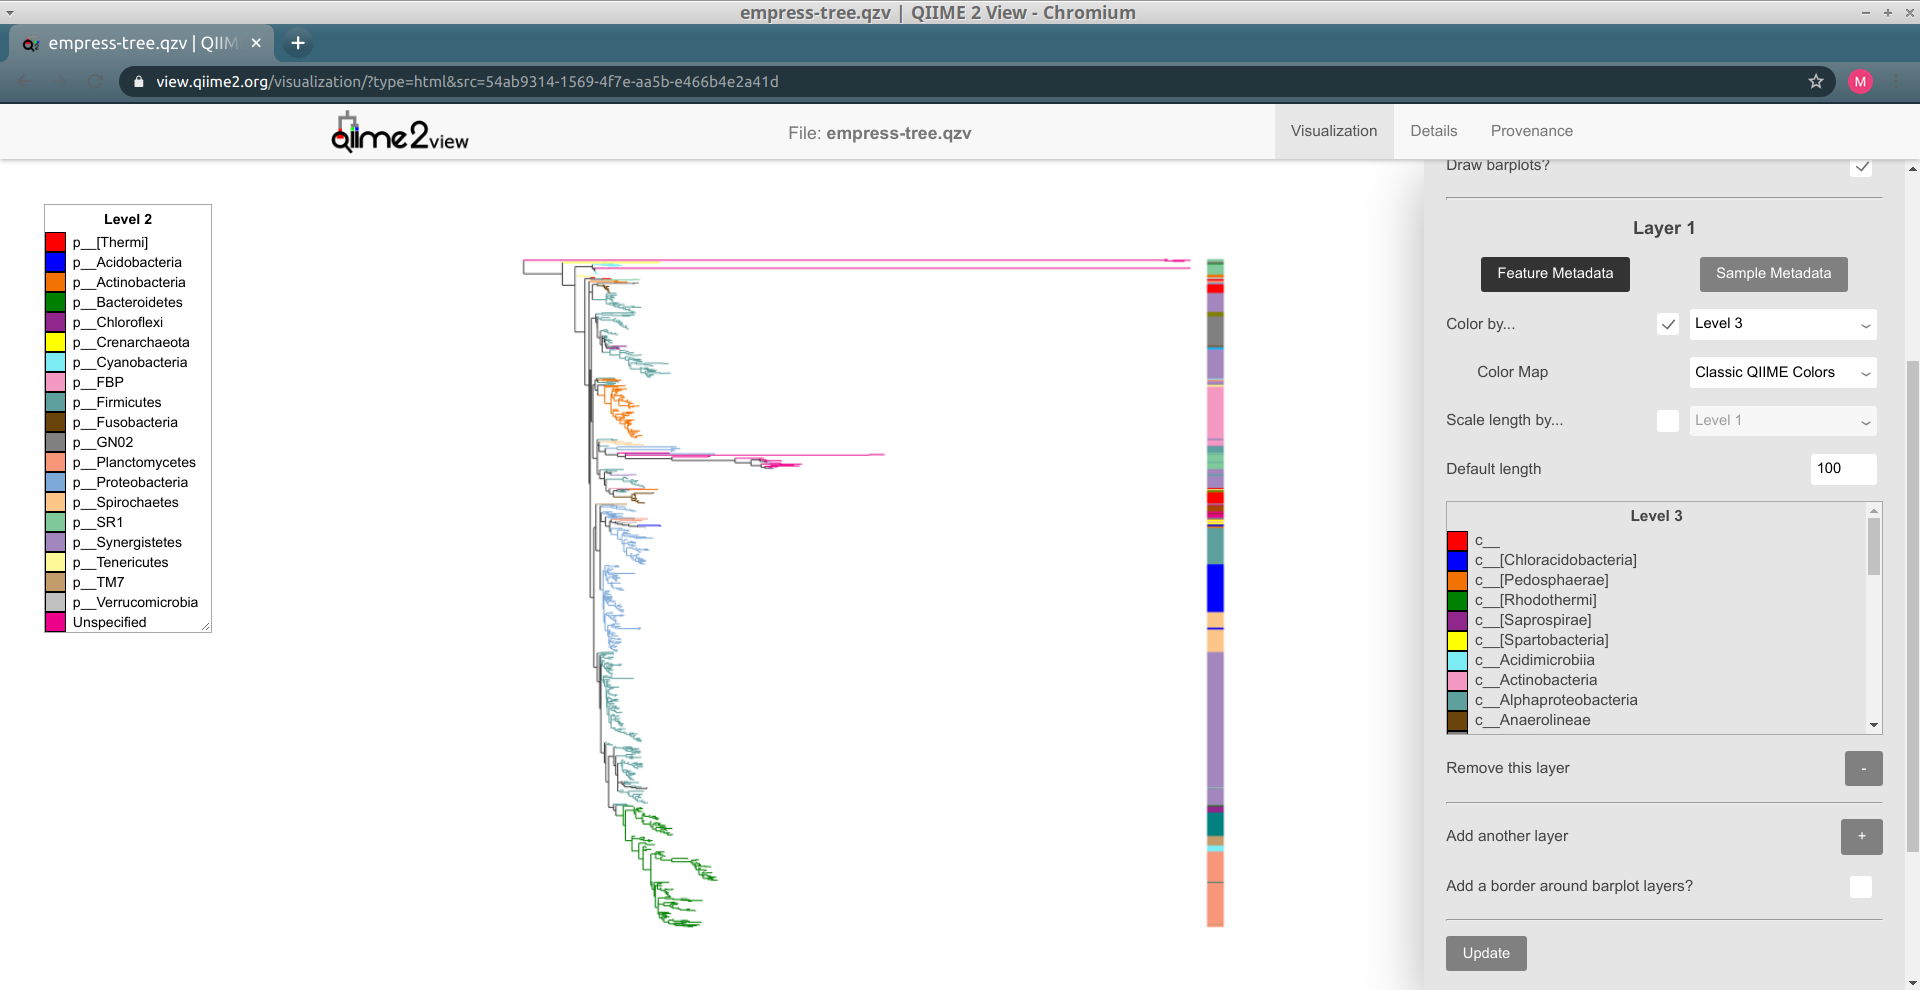 empress-tree.qzv | QIIME 2 View - Chromium
empress-tree.qzv | QIIM
view.qiime2.org/visualization/?type=html&src=54ab9314-1569-4f7e-aa5b-e466b4e2a41d
M
qiime2view
File: empress-tree.qzv
Visualization
Details
Provenance
Level 2
p__[Thermi]
p__Acidobacteria
p__Actinobacteria
p__Bacteroidetes
p__Chloroflexi
p__Crenarchaeota
p__Cyanobacteria
p__FBP
p__Firmicutes
p__Fusobacteria
p__GN02
p__Planctomycetes
p__Proteobacteria
p__Spirochaetes
p__SR1
p__Synergistetes
p__Tenericutes
p__TM7
p__Verrucomicrobia
Unspecified
Draw barplots?
Layer 1
Feature Metadata
Sample Metadata
Color by...
Level 3
Color Map
Classic QIIME Colors
Scale length by...
Level 1
Default length
100
Level 3
c__
c__[Chloracidobacteria]
c__[Pedosphaerae]
c__[Rhodothermi]
c__[Saprospirae]
c__[Spartobacteria]
c__Acidimicrobiia
c__Actinobacteria
c__Alphaproteobacteria
c__Anaerolineae
Remove this layer
-
Add another layer
+
Add a border around barplot layers?
Update